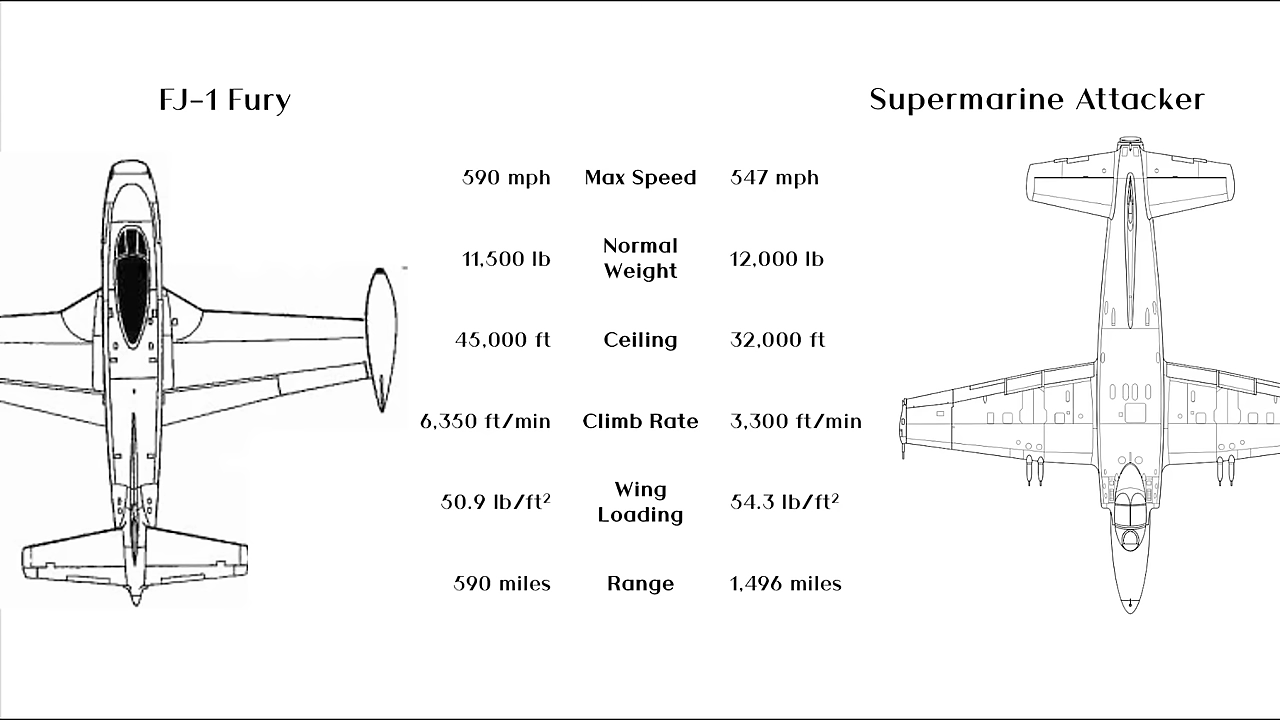 FJ-1 Fury
Supermarine Attacker
590 mph Max Speed 547 mph
11,500 lb Normal Weight 12,000 lb
45,000 ft Ceiling 32,000 ft
6,350 ft/min Climb Rate 3,300 ft/min
50.9 lb/ft² Wing Loading 54.3 lb/ft²
590 miles Range 1,496 miles